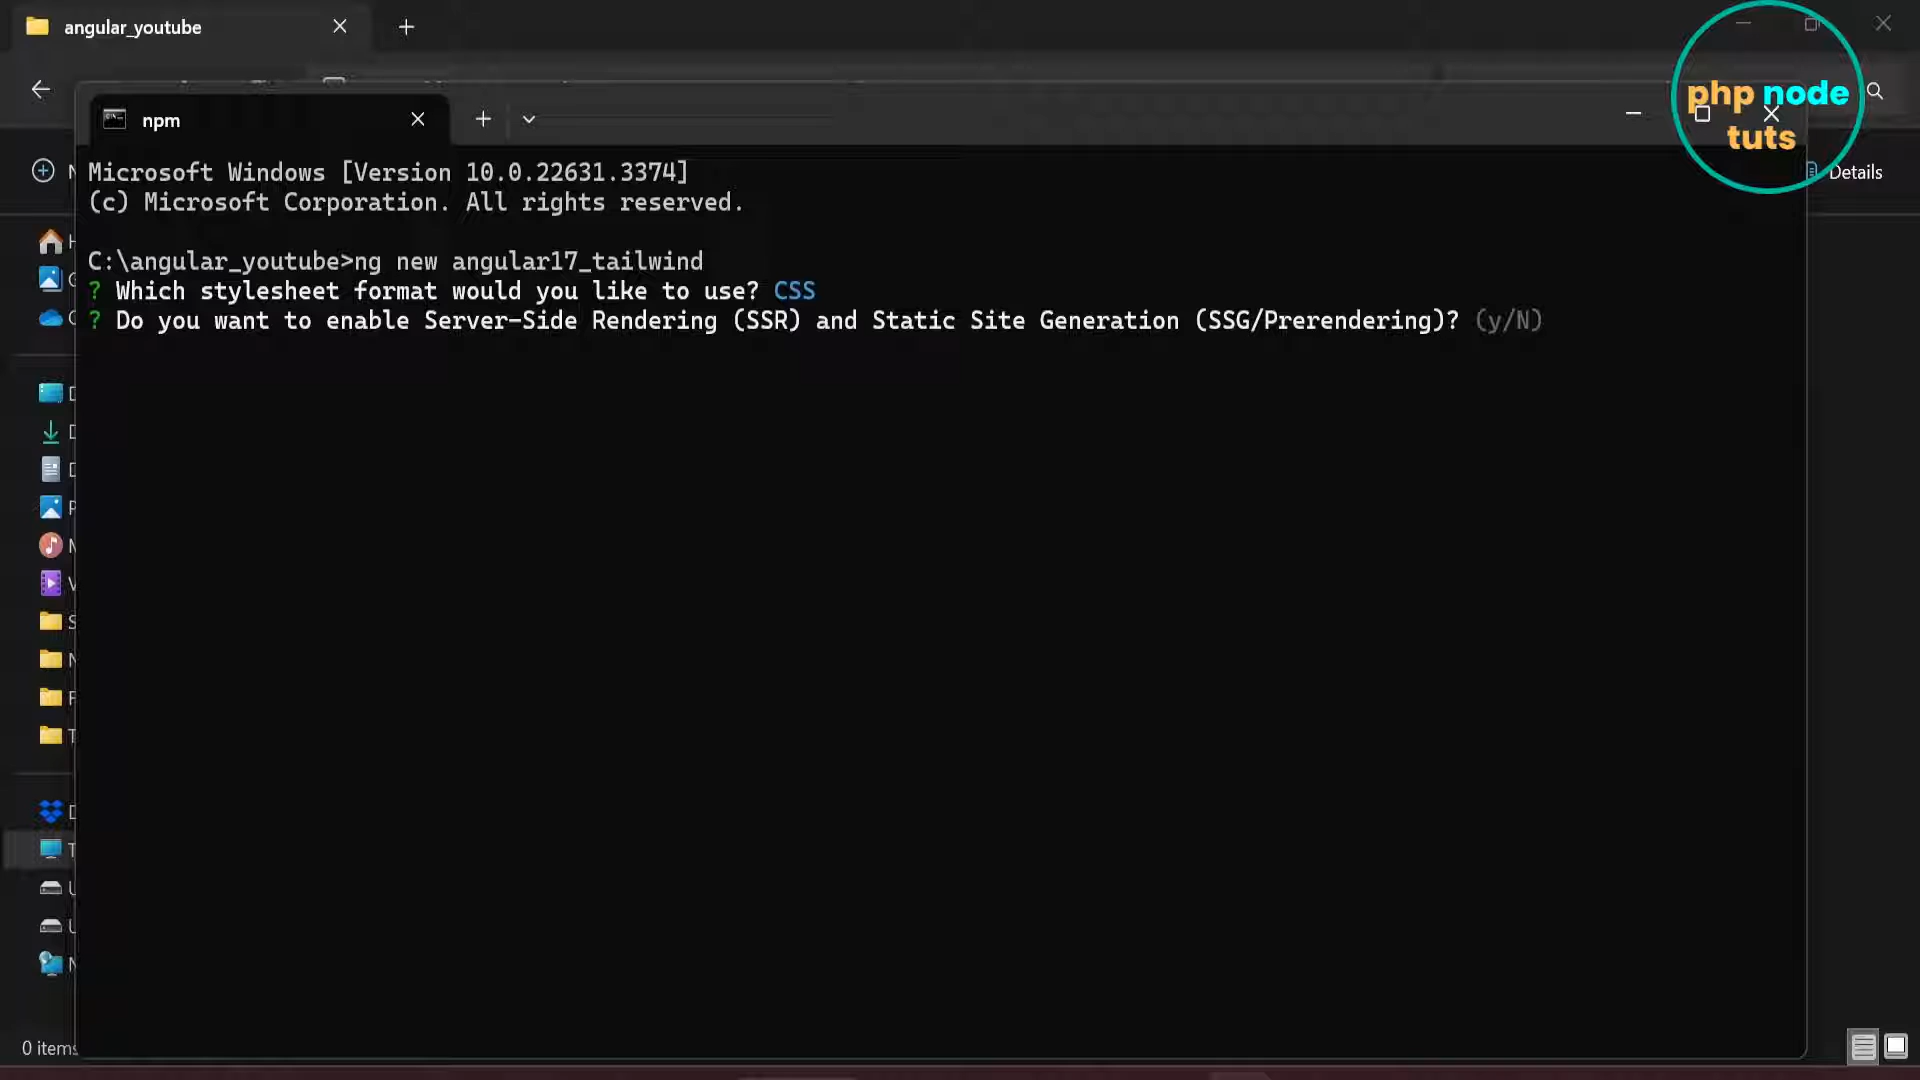 angular_youtube
php node
tuts
npm
Details
Microsoft Windows [Version 10.0.22631.3374]
(c) Microsoft Corporation. All rights reserved.
C:\angular_youtube>ng new angular17_tailwind
? Which stylesheet format would you like to use? CSS
? Do you want to enable Server-Side Rendering (SSR) and Static Site Generation (SSG/Prerendering)? (y/N)
0 items